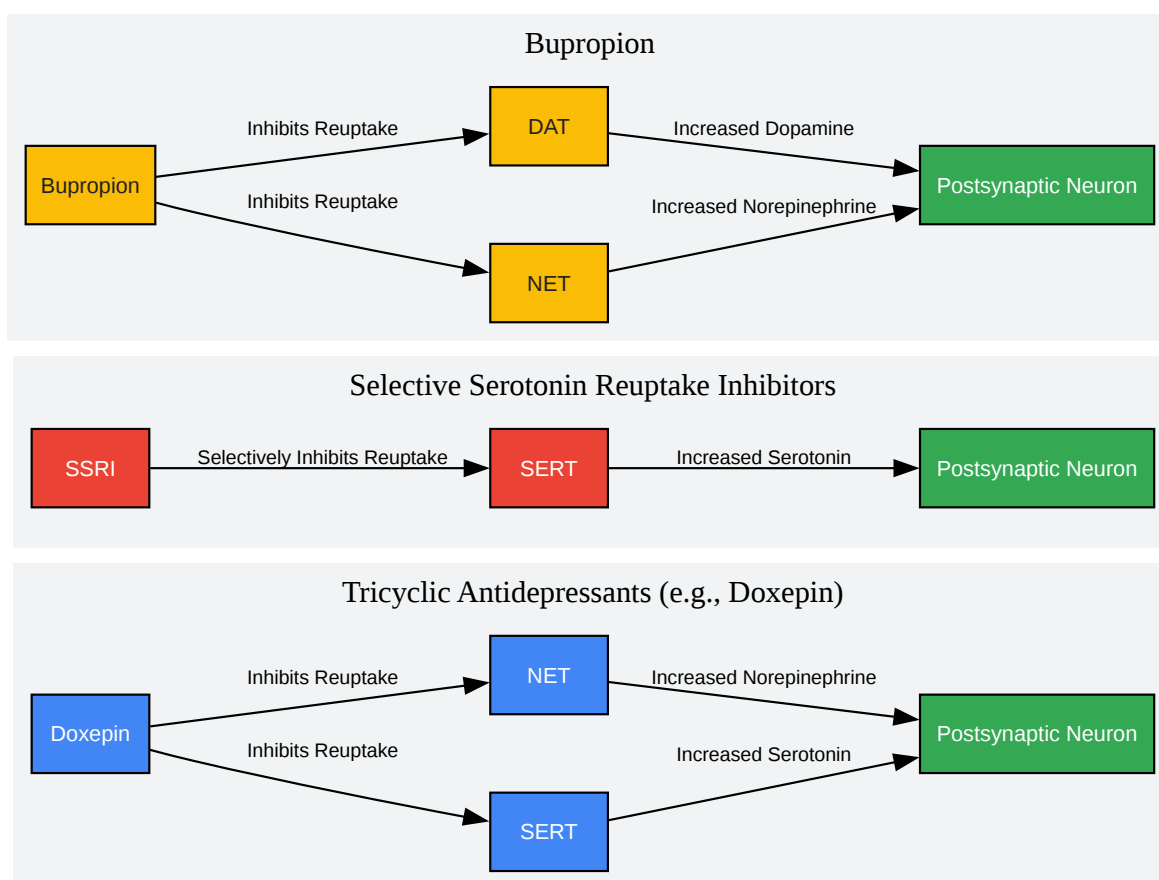 Bupropion
Inhibits Reuptake
DAT
Increased Dopamine
Bupropion
Postsynaptic Neuron
Inhibits Reuptake
Increased Norepinephrine
NET
Selective Serotonin Reuptake Inhibitors
SSRI
Selectively Inhibits Reuptake
SERT
Increased Serotonin
Postsynaptic Neuron
Tricyclic Antidepressants (e.g., Doxepin)
Inhibits Reuptake
NET
Increased Norepinephrine
Doxepin
Postsynaptic Neuron
Inhibits Reuptake
Increased Serotonin
SERT